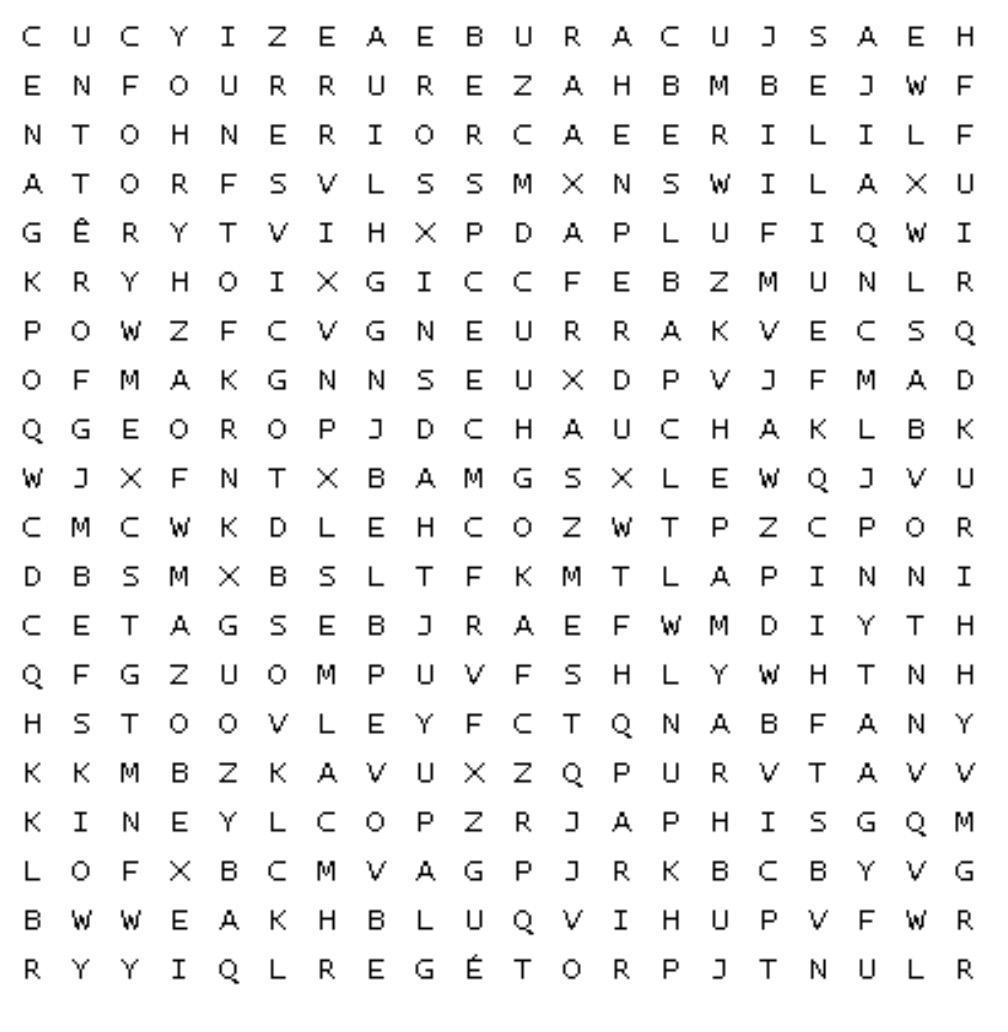 C U C Y I Z E A E B U R A C U J S A E H
E N F O U R R U R E Z A H B M B E J W F
N T O H N E R I O R C A E E R I L I L F
A T O R F S V L S S M X N S W I L A X U
G Ê R Y T V I H X P D A P L U F I Q W I
K R Y H O I X G I C C F E B Z M U N L R
P O W Z F C V G N E U R R A K V E C S Q
O F M A K G N N S E U X D P V J F M A D
Q G E O R O P J D C H A U C H A K L B K
W J X F N T X B A M G S X L E W Q J V U
C M C W K D L E H C O Z W T P Z C P O R
D B S M X B S L T F K M T L A P I N N I
C E T A G S E B J R A E F W M D I Y T H
Q F G Z U O M P U V F S H L Y W H T N H
H S T O O V L E Y F C T Q N A B F A N Y
K K M B Z K A V U X Z Q P U R V T A V V
K I N E Y L C O P Z R J A P H I S G Q M
L O F X B C M V A G P J R K B C B Y V G
B W W E A K H B L U Q V I H U P V F W R
R Y Y I Q L R E G É T O R P J T N U L R